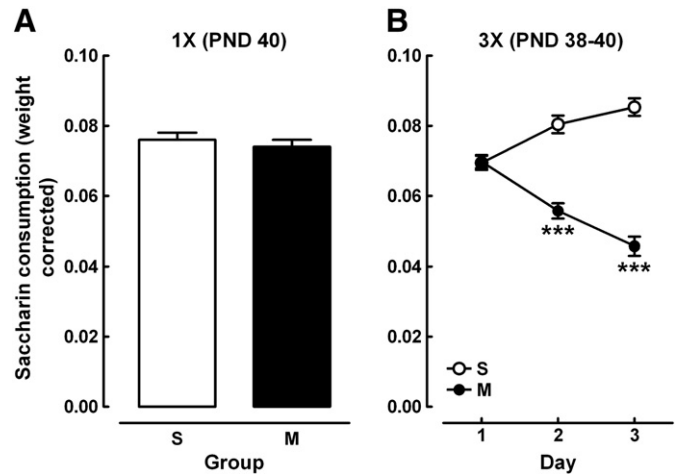 A
1X (PND 40)
Saccharin consumption (weight
corrected)
0.10
0.08
0.06
0.04
0.02
0.00
S
M
Group
B
3X (PND 38-40)
0.10
0.08
0.06
0.04
0.02
0.00
***
***
S
M
1
2
3
Day